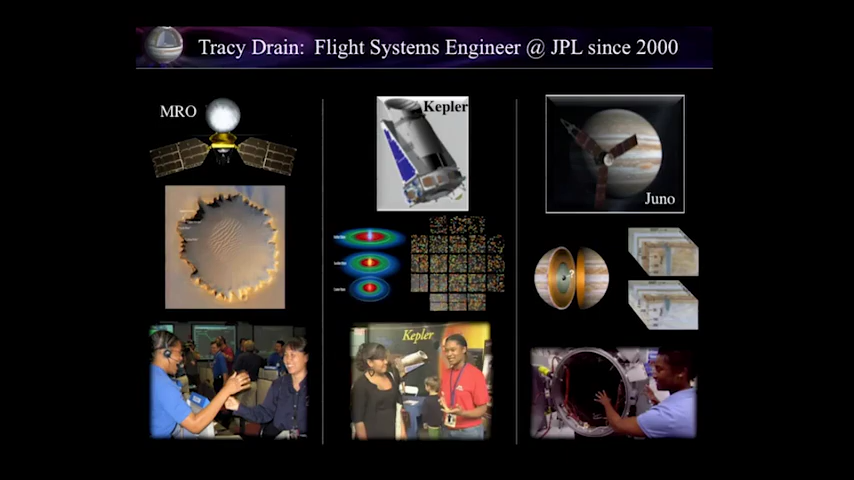 Tracy Drain: Flight Systems Engineer @ JPL since 2000
MRO
Kepler
Juno
?
Kepler